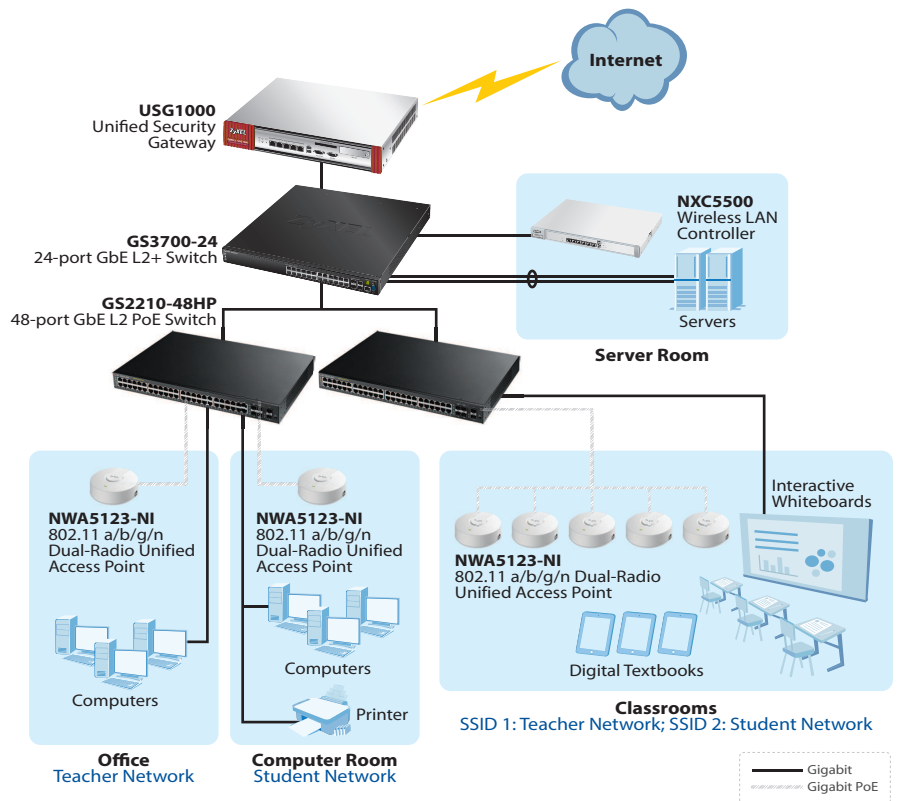 Internet
USG1000
Unified Security
Gateway
ZyXEL
NXC5500
Wireless LAN
Controller
GS3700-24
24-port GbE L2+ Switch
ZyXEL
GS2210-48HP
48-port GbE L2 PoE Switch
Servers
Server Room
NWA5123-NI
802.11 a/b/g/n
Dual-Radio Unified
Access Point
Computers
Office
Teacher Network
NWA5123-NI
802.11 a/b/g/n
Dual-Radio Unified
Access Point
Computers
Printer
Computer Room
Student Network
Interactive
Whiteboards
NWA5123-NI
802.11 a/b/g/n Dual-Radio
Unified Access Point
Digital Textbooks
Classrooms
SSID 1: Teacher Network; SSID 2: Student Network
Gigabit
Gigabit PoE